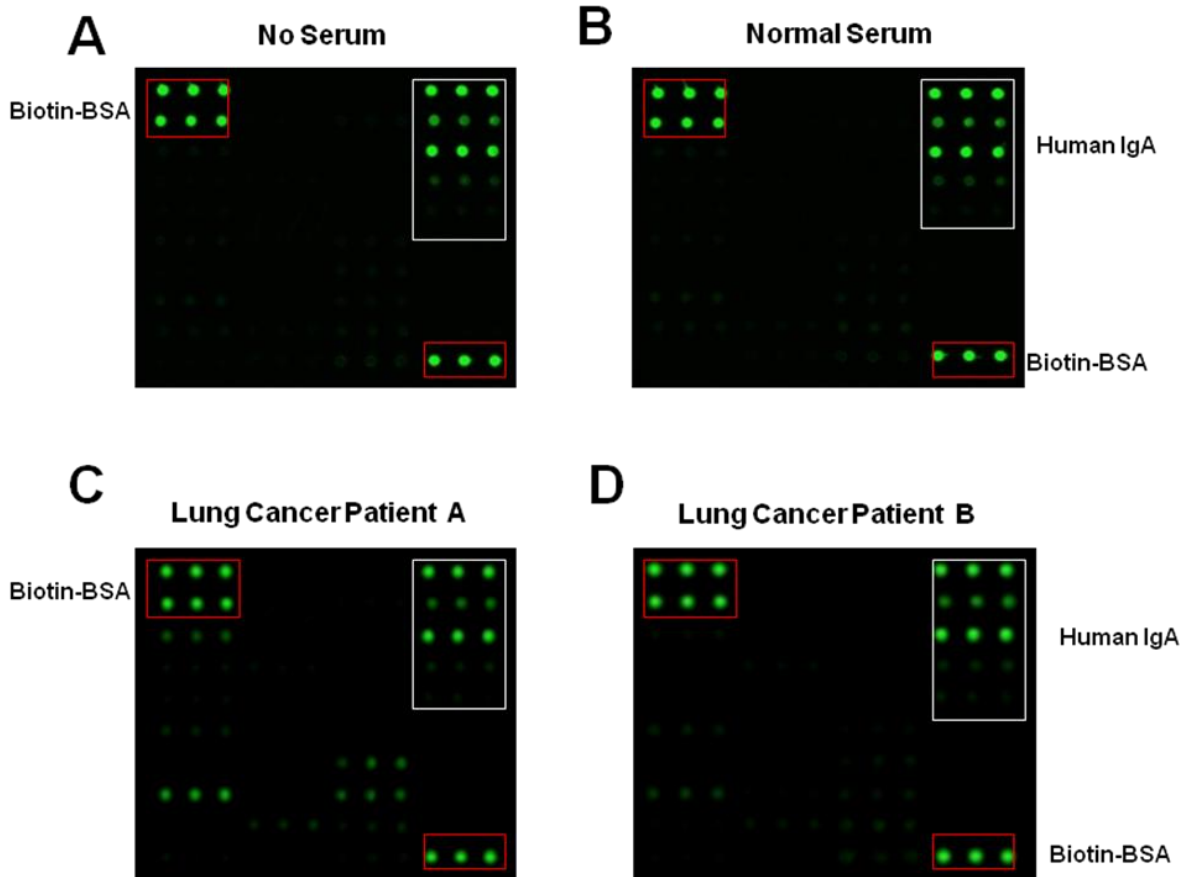 A
No Serum
B
Normal Serum
Biotin-BSA
Human IgA
Biotin-BSA
C
Lung Cancer Patient A
D
Lung Cancer Patient B
Biotin-BSA
Human IgA
Biotin-BSA